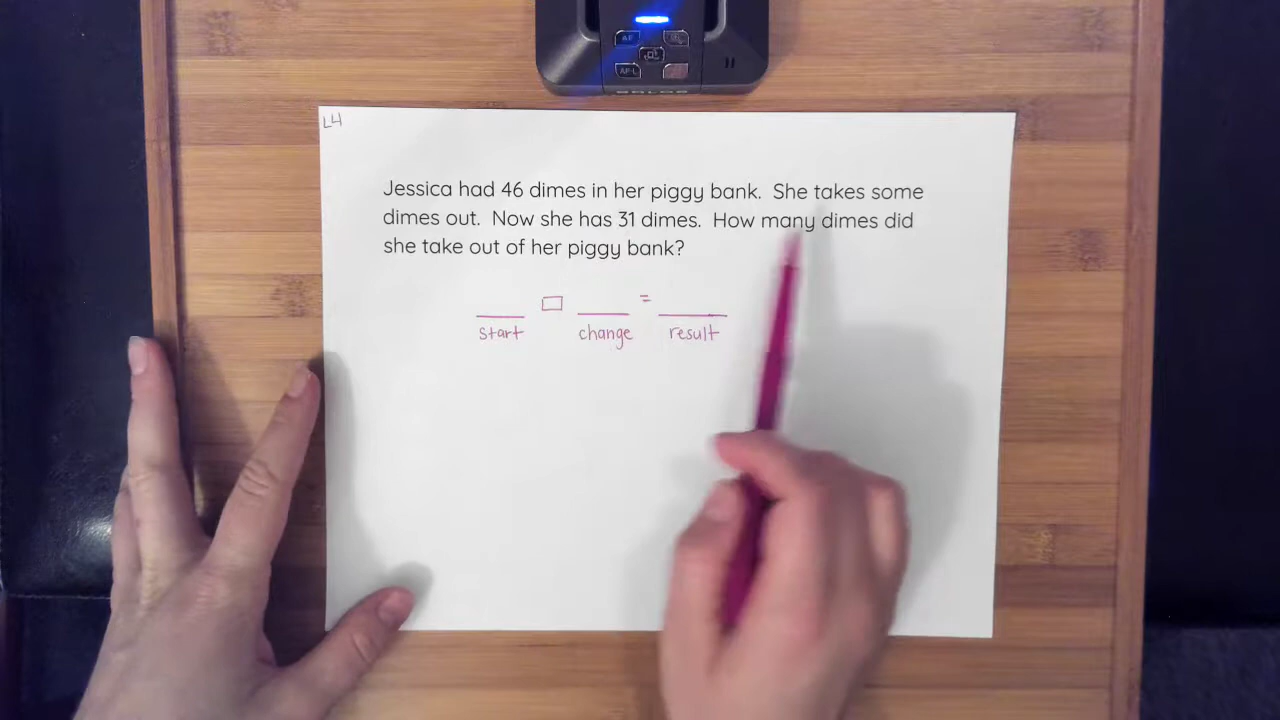 L4
Jessica had 46 dimes in her piggy bank. She takes some
dimes out. Now she has 31 dimes. How many dimes did
she take out of her piggy bank?
=
start change result